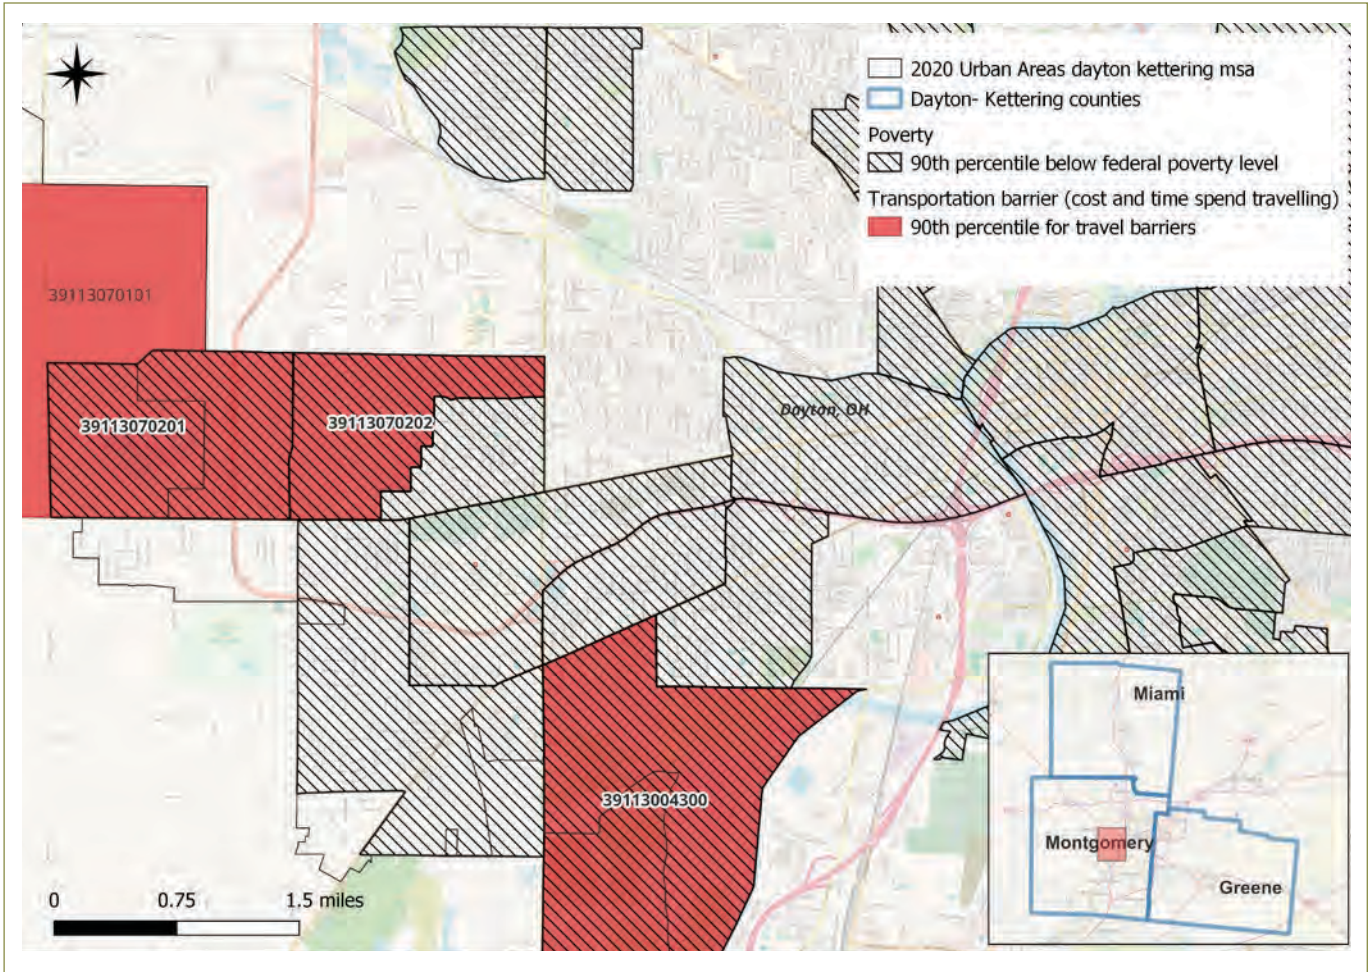 2020 Urban Areas dayton kettering msa
Dayton- Kettering counties
Poverty
90th percentile below federal poverty level
Transportation barrier (cost and time spend travelling)
90th percentile for travel barriers
39113070101
39113070201
39113070202
Dayton, OH
39113004300
Miami
Montgomery
Greene
0 0.75 1.5 miles